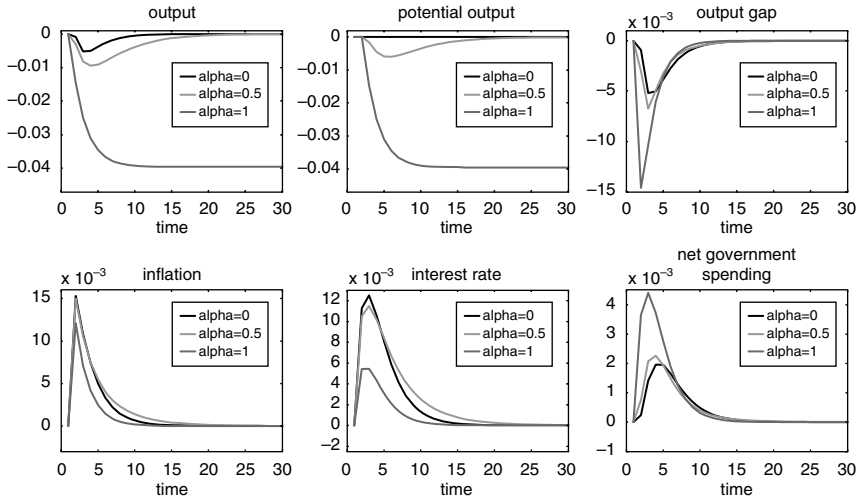 output
0
−0.01
−0.02
−0.03
−0.04
alpha=0
alpha=0.5
alpha=1
0 5 10 15 20 25 30
time
potential output
0
−0.01
−0.02
−0.03
−0.04
alpha=0
alpha=0.5
alpha=1
0 5 10 15 20 25 30
time
output gap
x 10⁻³
0
−5
−10
−15
alpha=0
alpha=0.5
alpha=1
0 5 10 15 20 25 30
time
inflation
x 10⁻³
15
10
5
0
alpha=0
alpha=0.5
alpha=1
0 5 10 15 20 25 30
time
interest rate
x 10⁻³
12
10
8
6
4
2
0
−2
alpha=0
alpha=0.5
alpha=1
0 5 10 15 20 25 30
time
net government
spending
x 10⁻³
4
3
2
1
0
−1
alpha=0
alpha=0.5
alpha=1
0 5 10 15 20 25 30
time